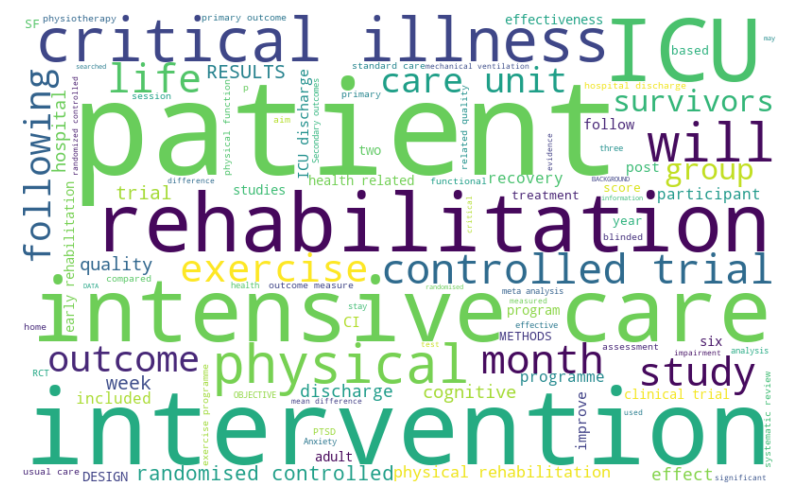 SF physiotherapy primary outcome effectiveness
critical illness ICU
may
based
searched
standard care mechanical ventilation
life RESULTS care unit
following
hospital
session
randomized controlled
physical function
p
primary
ICU discharge
Secondary outcomes
related quality
hospital discharge
survivors
patient
aim
follow
will
evidence
two
three
difference
health related
functional
recovery
BACKGROUND
post
group
trial
studies
treatment
score
information
participant
rehabilitation
critical
year
blinded
quality
exercise
controlled trial
early rehabilitation
compared
DATA
health
outcome measure
stay
randomised
meta analysis
measured
program
intensive care
home
CI
effective
METHODS
test
six
assessment
analysis
impairment
outcome
physical
month
study
RCT
week
programme
included
exercise programme
OBJECTIVE
mean difference
discharge
cognitive
improve
clinical trial
used
systematic review
intervention
PTSD
Anxiety
adult
usual care
DESIGN
randomised controlled
physical rehabilitation
effect
significant